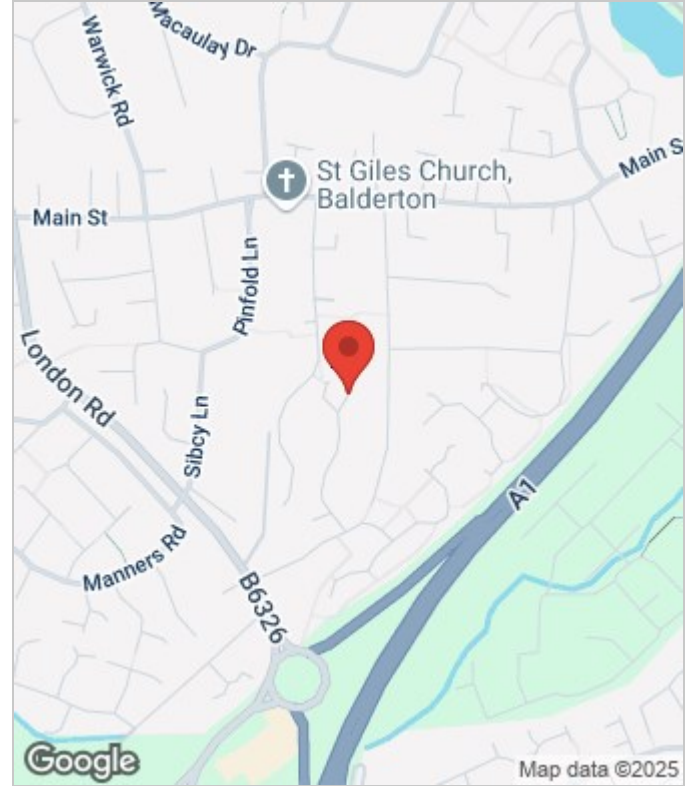 Macaulay Dr
Warwick Rd
St Giles Church,
Balderton
Main S
Main St
Pinfold Ln
London Rd
Sibcy Ln
A1
Manners Rd
B6326
Google
Map data ©2025